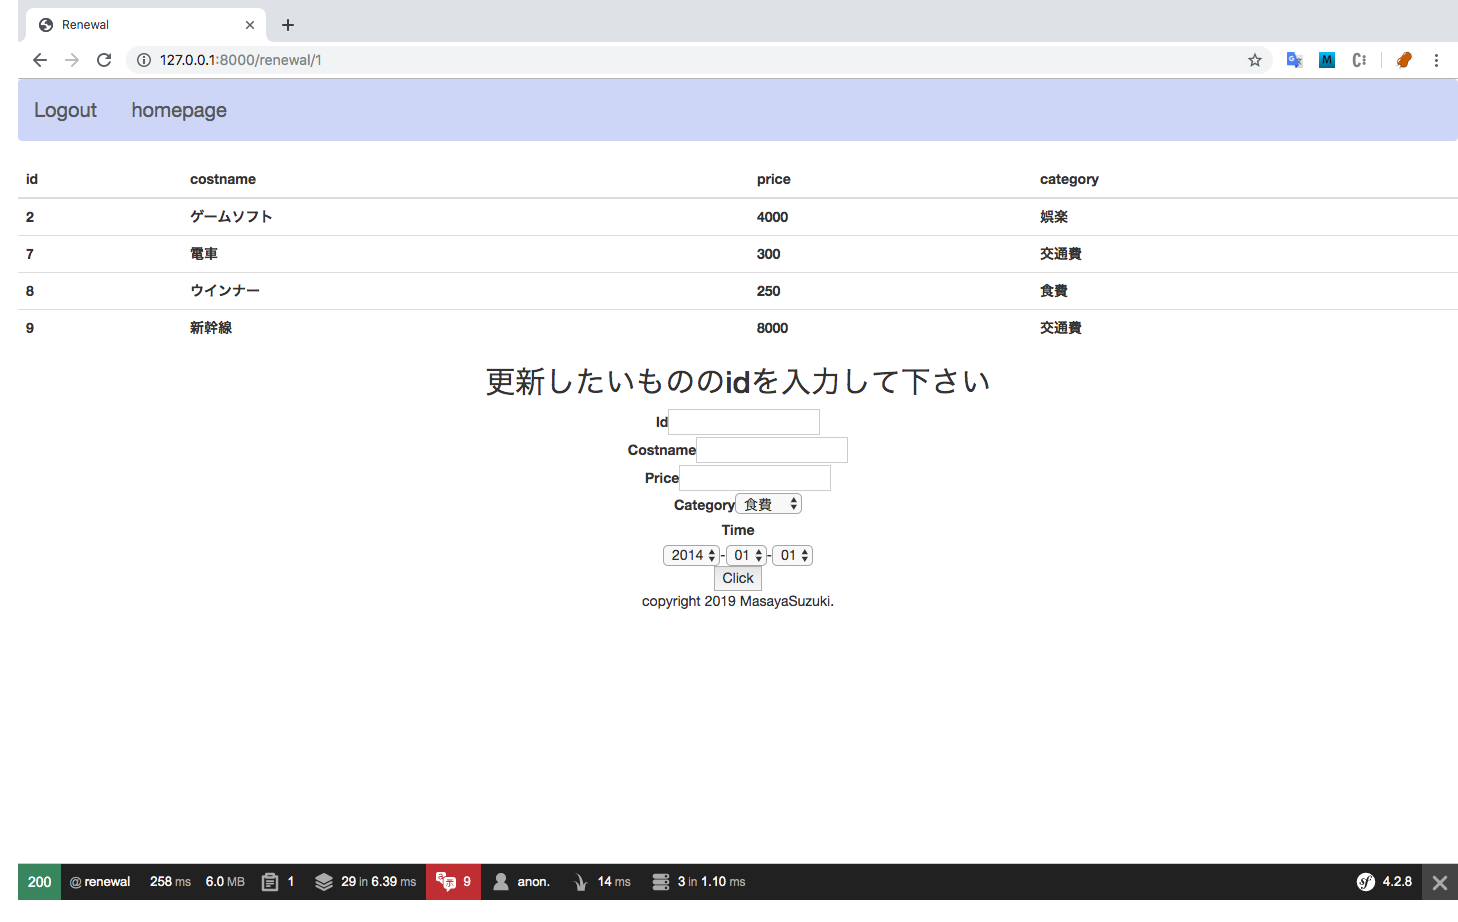 Renewal
127.0.0.1:8000/renewal/1
Logout homepage
id costname price category
2 ゲームソフト 4000 娯楽
7 電車 300 交通費
8 ウインナー 250 食費
9 新幹線 8000 交通費
更新したいもののidを入力して下さい
Id
Costname
Price
Category 食費
Time
2014 - 01 - 01
Click
copyright 2019 MasayaSuzuki.
200 @ renewal 258 ms 6.0 MB 1 29 in 6.39 ms 9 anon. 14 ms 3 in 1.10 ms sf 4.2.8